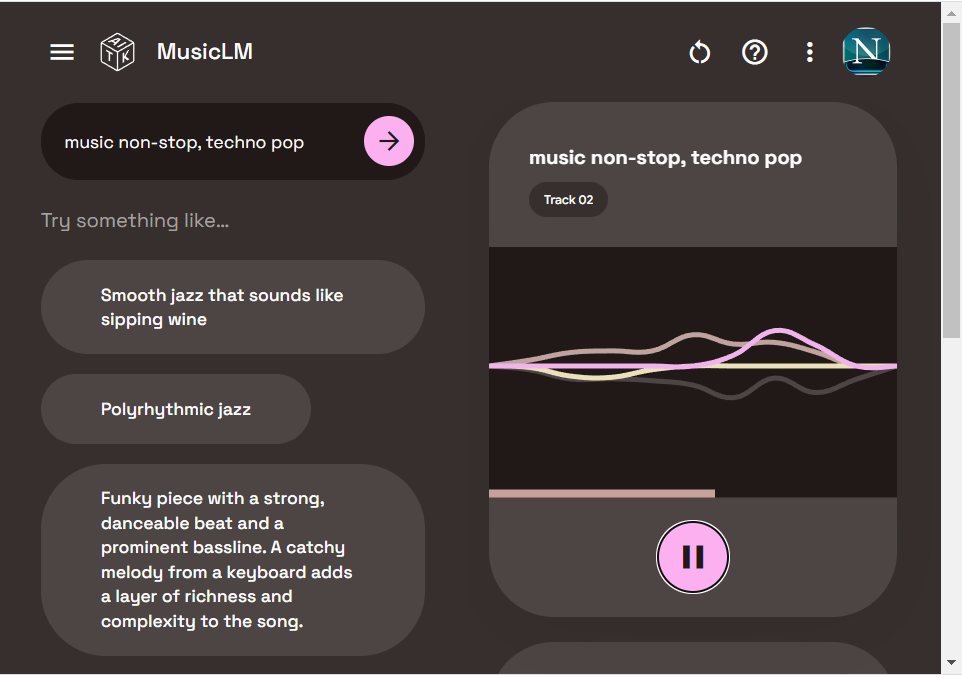 MusicLM
music non-stop, techno pop
Try something like…
Smooth jazz that sounds like
sipping wine
Polyrhythmic jazz
Funky piece with a strong,
danceable beat and a
prominent bassline. A catchy
melody from a keyboard adds
a layer of richness and
complexity to the song.
AITK
N
music non-stop, techno pop
Track 02